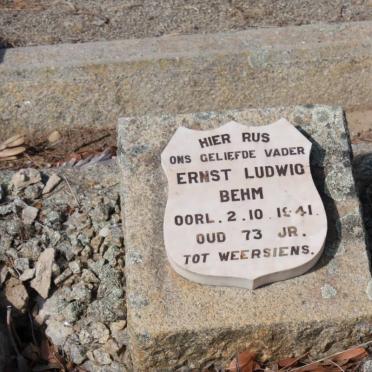 HIER RUS
ONS GELIEFDE VADER
ERNST LUDWIG
BEHM
OORL. 2.10.1941.
OUD 73 JR.
TOT WEERSIENS.